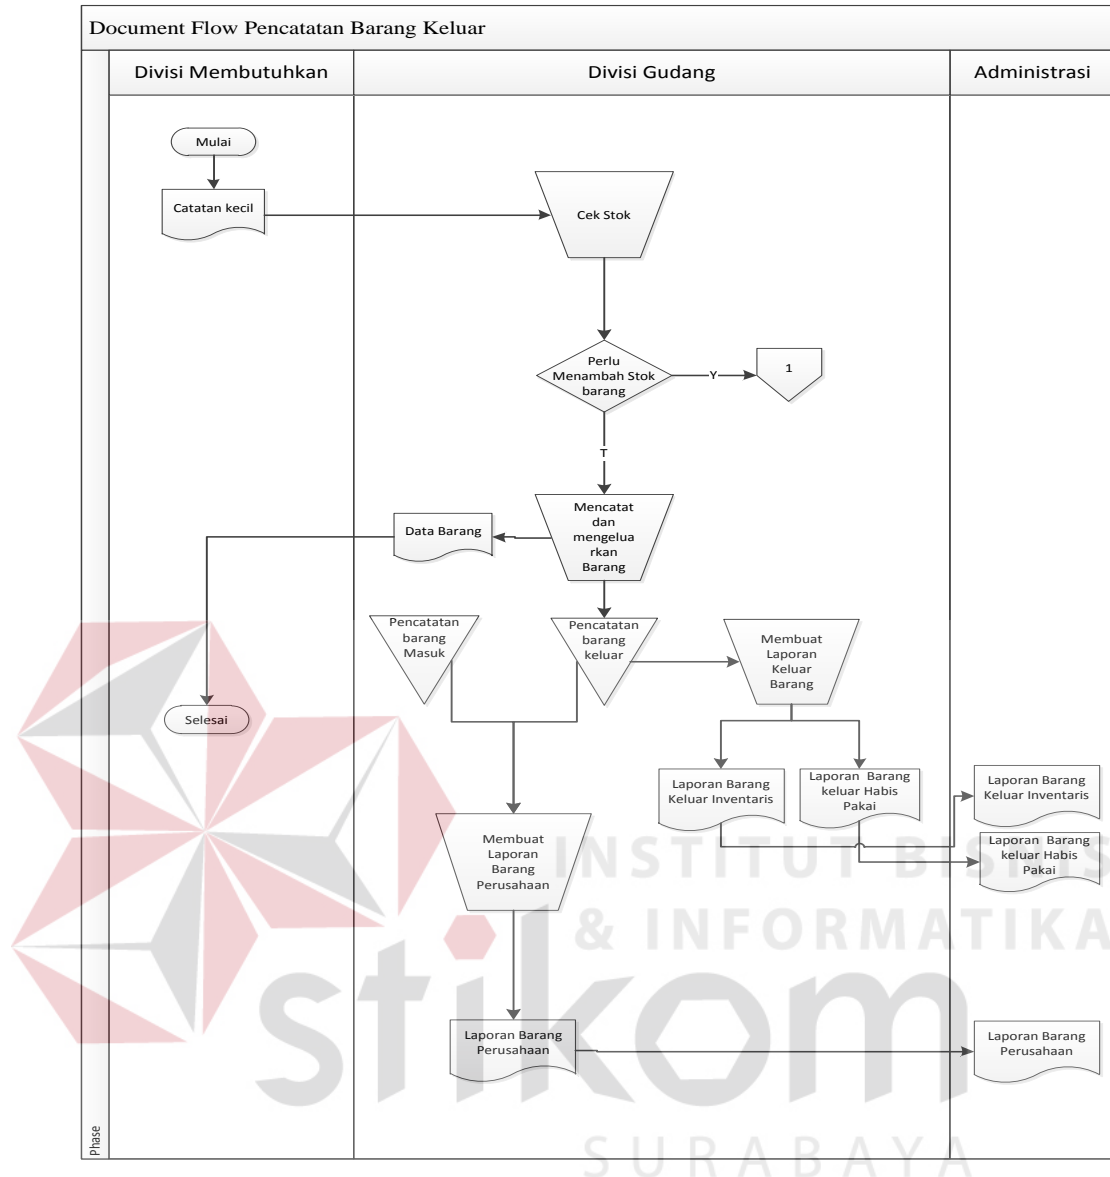 Document Flow Pencatatan Barang Keluar
Divisi Membutuhkan
Divisi Gudang
Administrasi
Mulai
Catatan kecil
Cek Stok
Perlu
Menambah Stok
barang
Y
1
T
Mencatat
dan
mengelua
rkan
Barang
Data Barang
Pencatatan
barang
Masuk
Pencatatan
barang
keluar
Membuat
Laporan
Keluar
Barang
Selesai
Laporan Barang
Keluar Inventaris
Laporan Barang
keluar Habis
Pakai
Laporan Barang
Keluar Inventaris
Laporan Barang
keluar Habis
Pakai
Membuat
Laporan
Barang
Perusahaan
Laporan Barang
Perusahaan
Laporan Barang
Perusahaan
Phase
INSTITUT BISNIS
& INFORMATIKA
stikom
SURABAYA